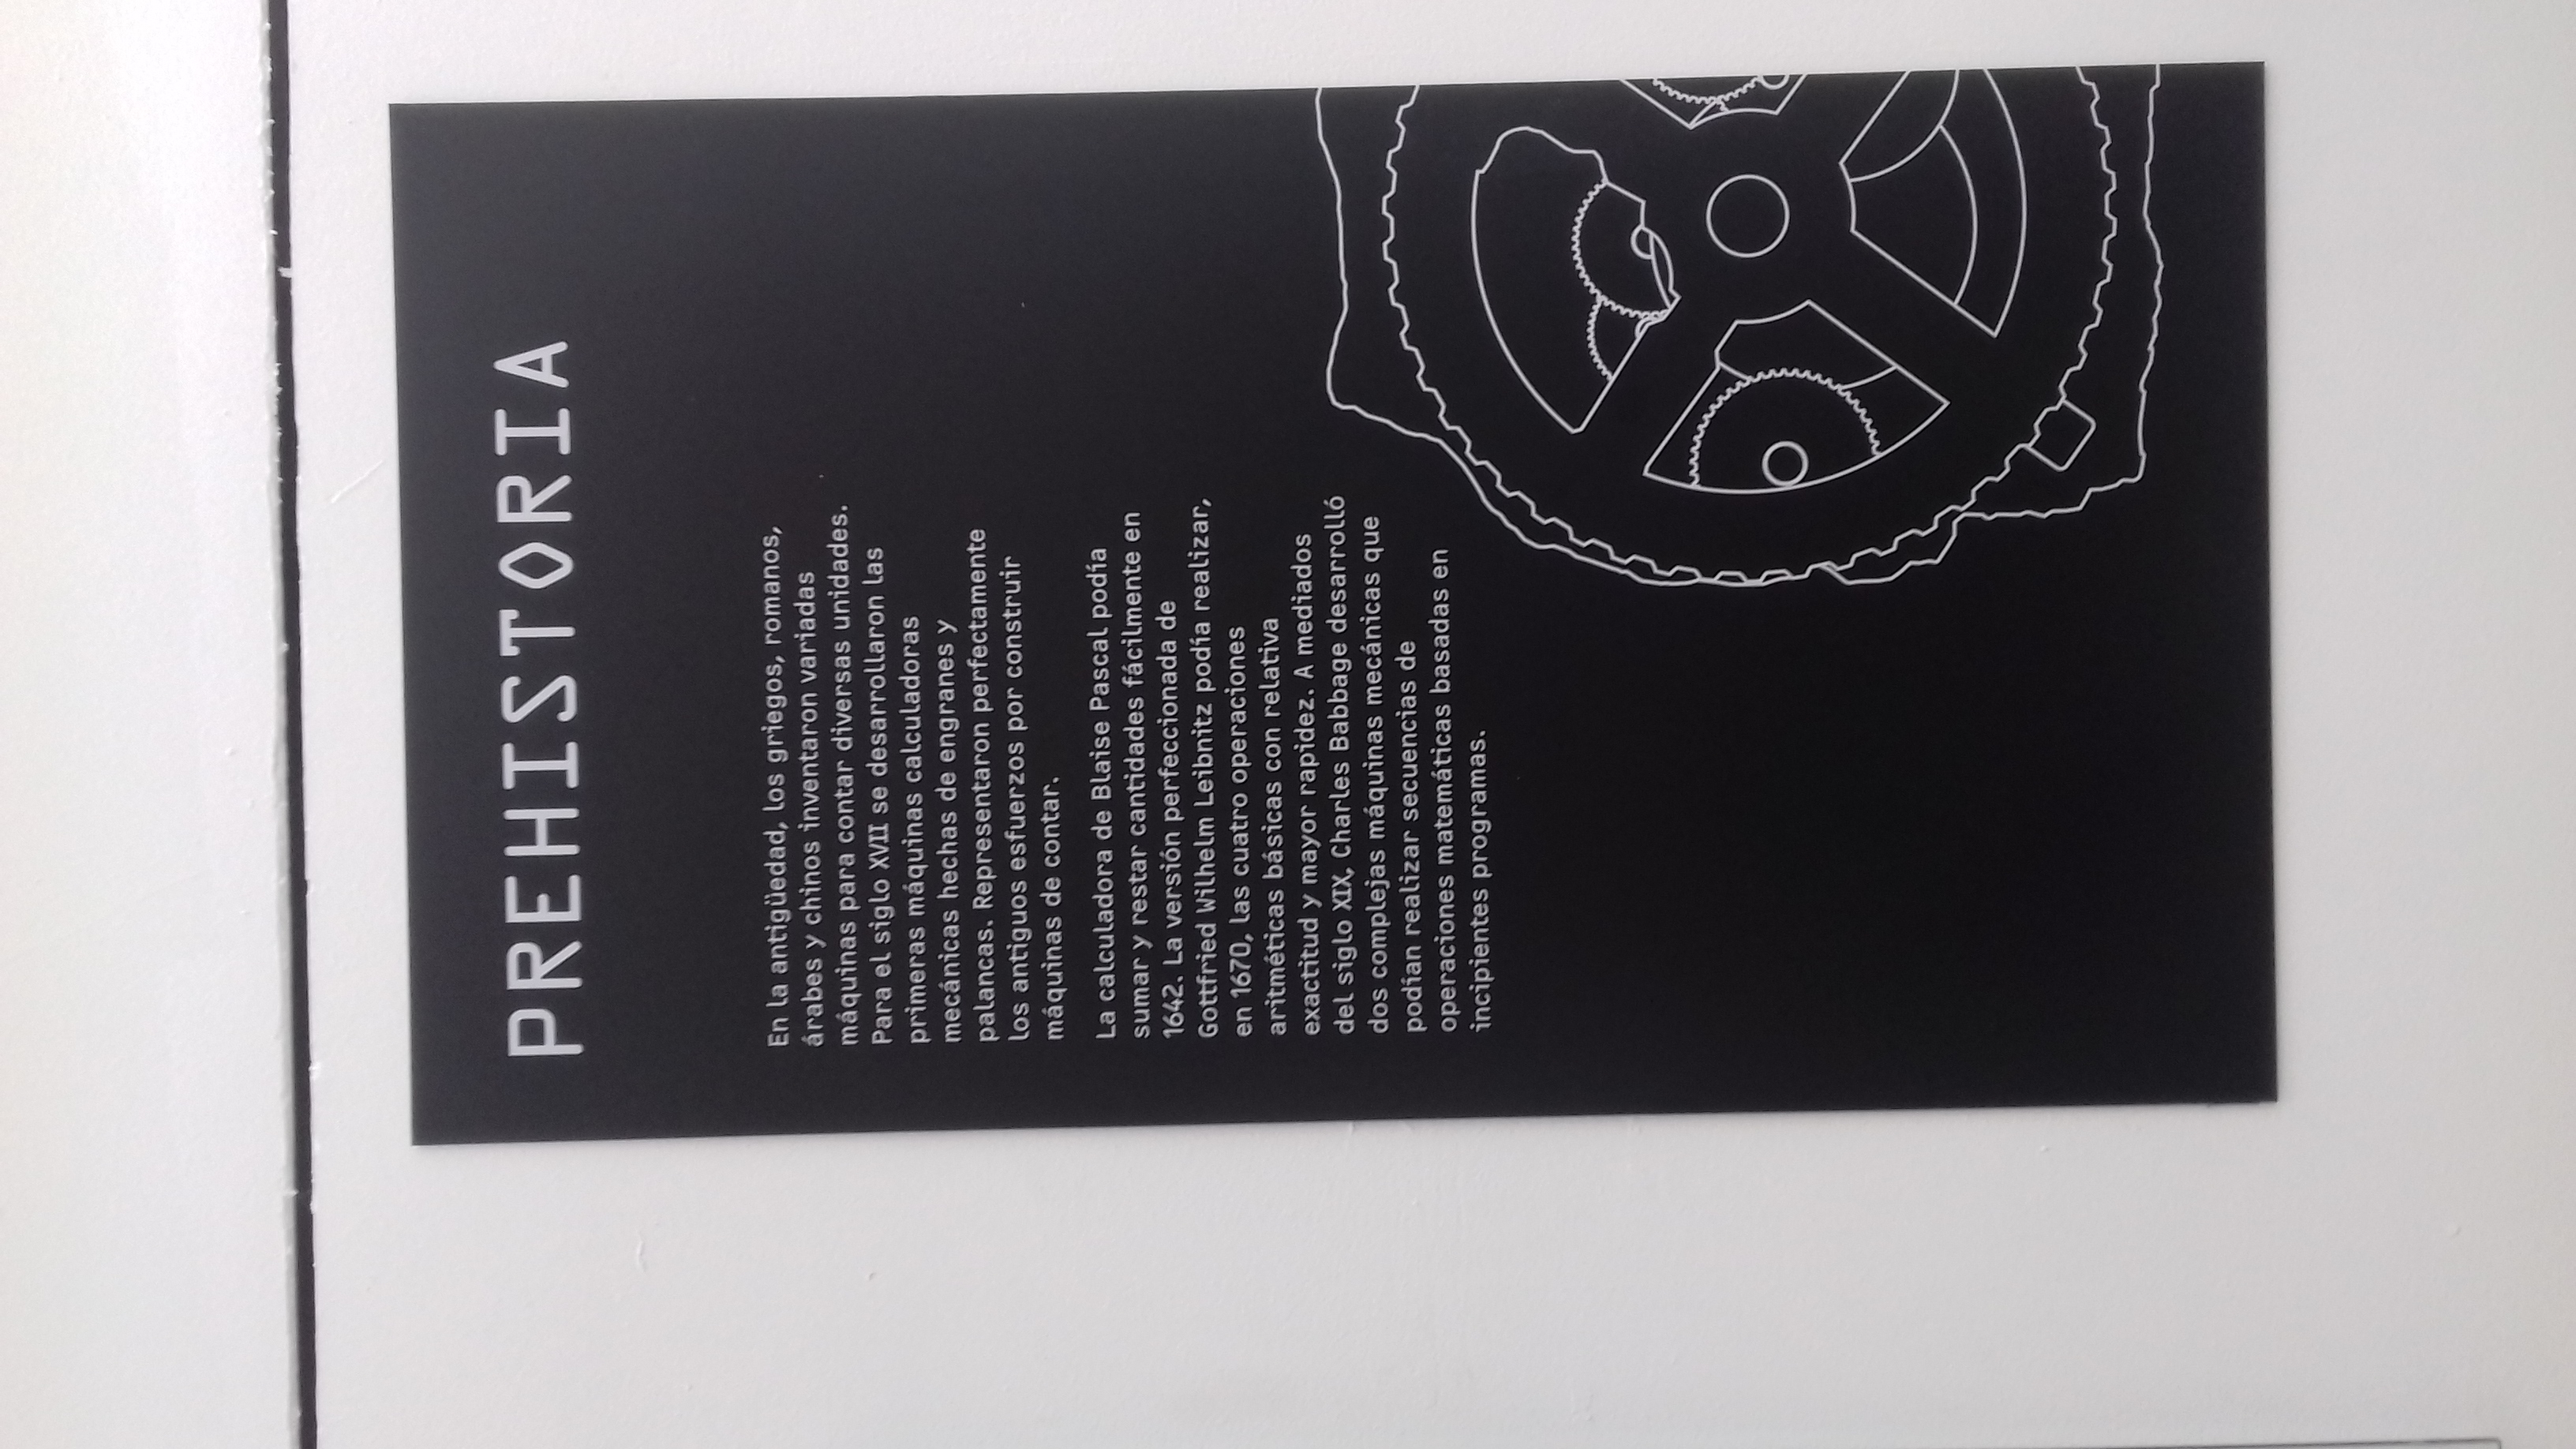 PREHISTORIA
En la antigüedad, los griegos, romanos,
árabes y chinos inventaron variadas
máquinas para contar diversas unidades.
Para el siglo XVII se desarrollaron las
primeras máquinas calculadoras
mecánicas hechas de engranes y
palancas. Representaron perfectamente
los antiguos esfuerzos por construir
máquinas de contar.
La calculadora de Blaise Pascal podía
sumar y restar cantidades fácilmente en
1642. La versión perfeccionada de
Gottfried Wilhelm Leibnitz podía realizar,
en 1670, las cuatro operaciones
aritméticas básicas con relativa
exactitud y mayor rapidez. A mediados
del siglo XIX, Charles Babbage desarrolló
dos complejas máquinas mecánicas que
podían realizar secuencias de
operaciones matemáticas basadas en
incipientes programas.